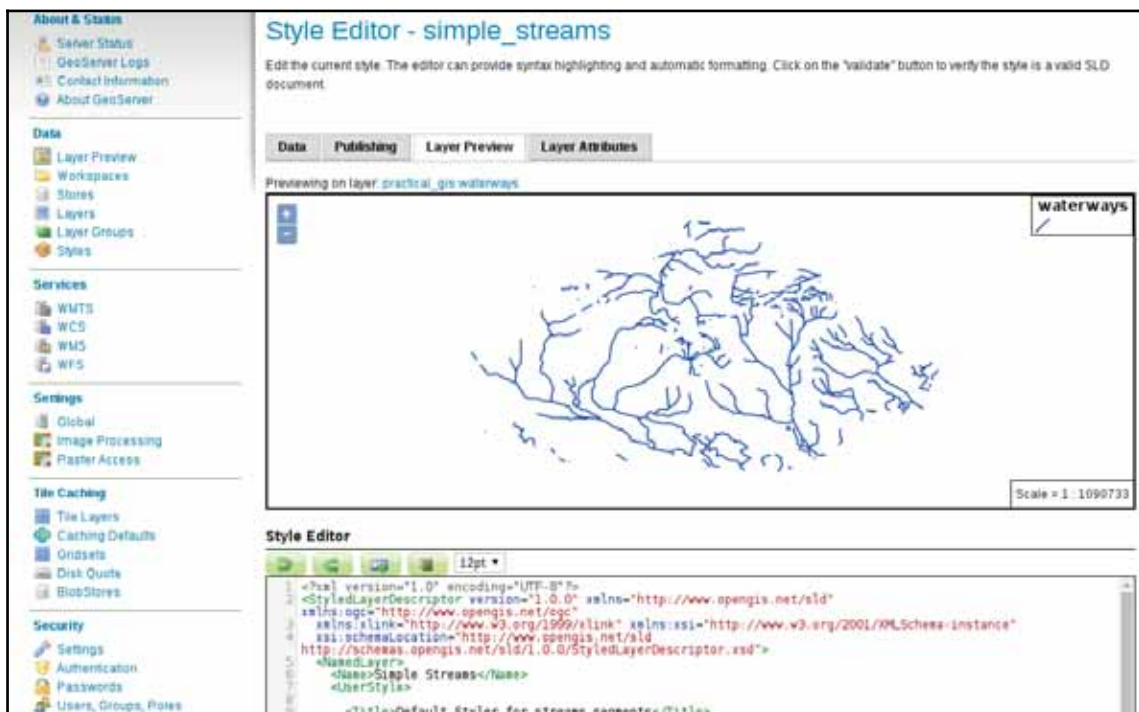 About & Status
Server Status
GeoServer Logs
Contact Information
About GeoServer
Data
Layer Preview
Workspaces
Stores
Layers
Layer Groups
Styles
Services
WMTS
WCS
WMS
WFS
Settings
Global
Image Processing
Raster Access
Tile Caching
Tile Layers
Caching Defaults
Gridsets
Disk Quota
BlobStores
Security
Settings
Authentication
Passwords
Users, Groups, Roles
Style Editor - simple_streams
Edit the current style. The editor can provide syntax highlighting and automatic formatting. Click on the "validate" button to verify the style is a valid SLD
document.
Data Publishing Layer Preview Layer Attributes
Previewing on layer: practical_gis:waterways
+
-
waterways
Scale = 1 : 1090733
Style Editor
12pt
1 <?xml version="1.0" encoding="UTF-8"?>
2 <StyledLayerDescriptor version="1.0.0" xmlns="http://www.opengis.net/sld"
xmlns:ogc="http://www.opengis.net/ogc"
3 xmlns:xlink="http://www.w3.org/1999/xlink" xmlns:xsi="http://www.w3.org/2001/XMLSchema-instance"
4 xsi:schemaLocation="http://www.opengis.net/sld
http://schemas.opengis.net/sld/1.0.0/StyledLayerDescriptor.xsd">
5 <NamedLayer>
6 <Name>Simple Streams</Name>
7 <UserStyle>
8
<Title>Default Styler for streams segments</Title>